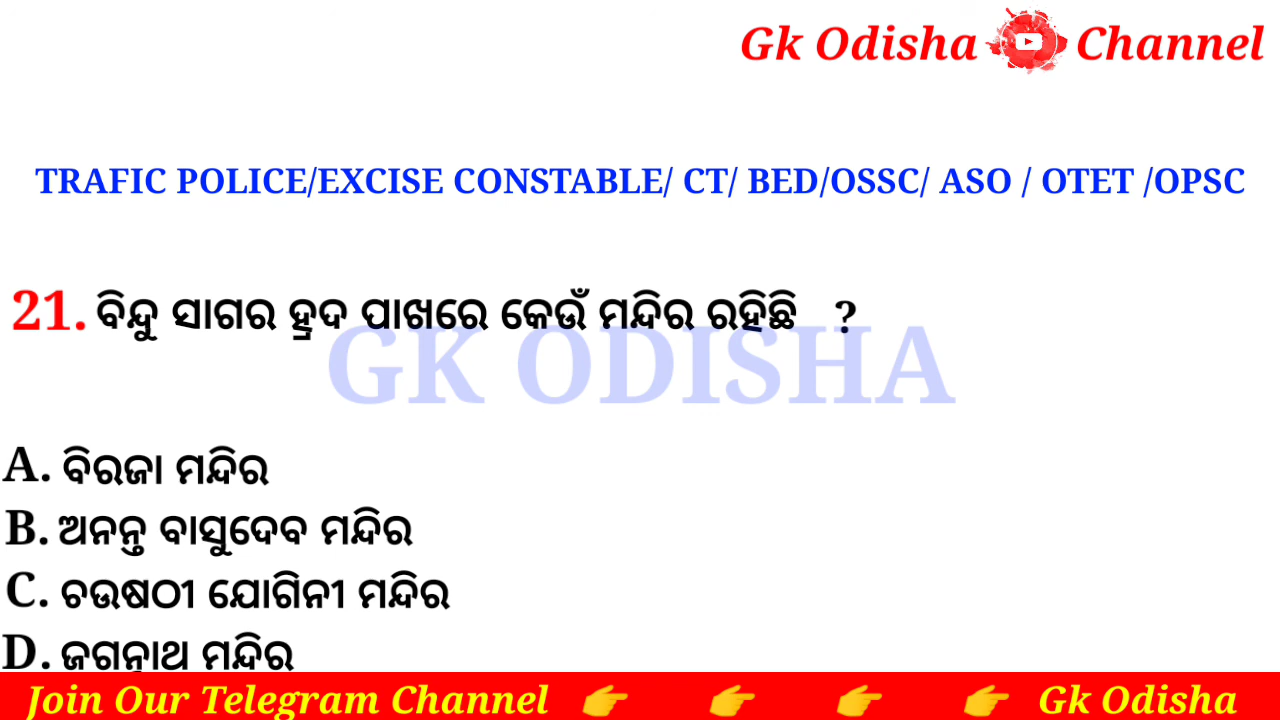 Gk Odisha Channel
TRAFIC POLICE/EXCISE CONSTABLE/ CT/ BED/OSSC/ ASO / OTET /OPSC
21. ବିନ୍ଦୁ ସାଗର ହ୍ରଦ ପାଖରେ କେଉଁ ମନ୍ଦିର ରହିଛି ?
GK ODISHA
A. ବିରଜା ମନ୍ଦିର
B. ଅନନ୍ତ ବାସୁଦେବ ମନ୍ଦିର
C. ଚଉଷଠୀ ଯୋଗିନୀ ମନ୍ଦିର
D. ଜଗନ୍ନାଥ ମନ୍ଦିର
Join Our Telegram Channel 👉 👉 👉 👉 Gk Odisha